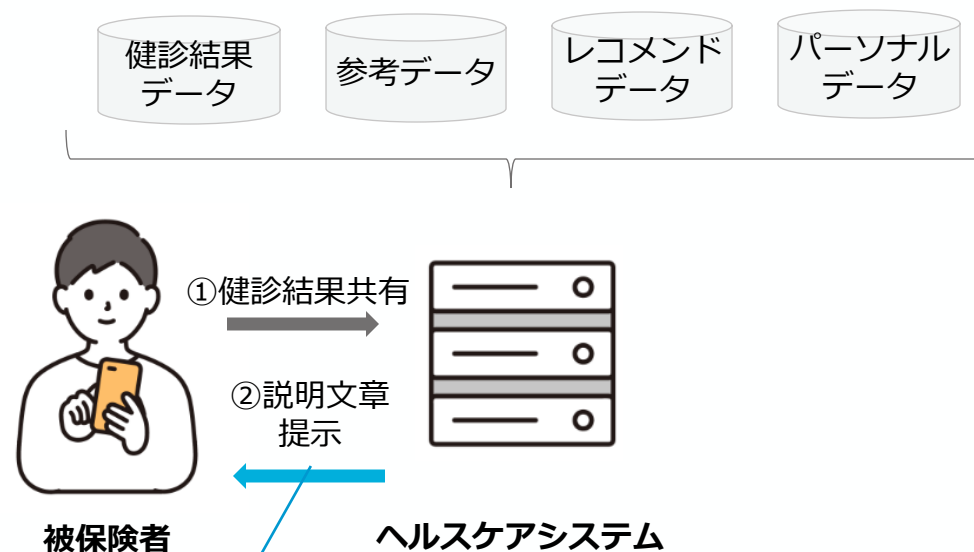 健診結果
データ
参考データ
レコメンド
データ
パーソナル
データ
①健診結果共有
②説明文章
提示
被保険者
ヘルスケアシステム